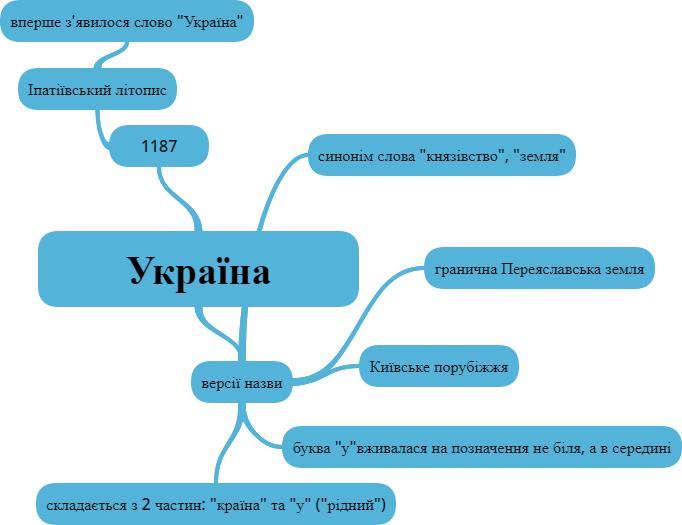 вперше з'явилося слово "Україна"
Іпатіївський літопис
1187
синонім слова "князівство", "земля"
Україна
гранична Переяславська земля
Київське порубіжжя
версії назви
буква "у"вживалася на позначення не біля, а в середині
складається з 2 частин: "країна" та "у" ("рідний")